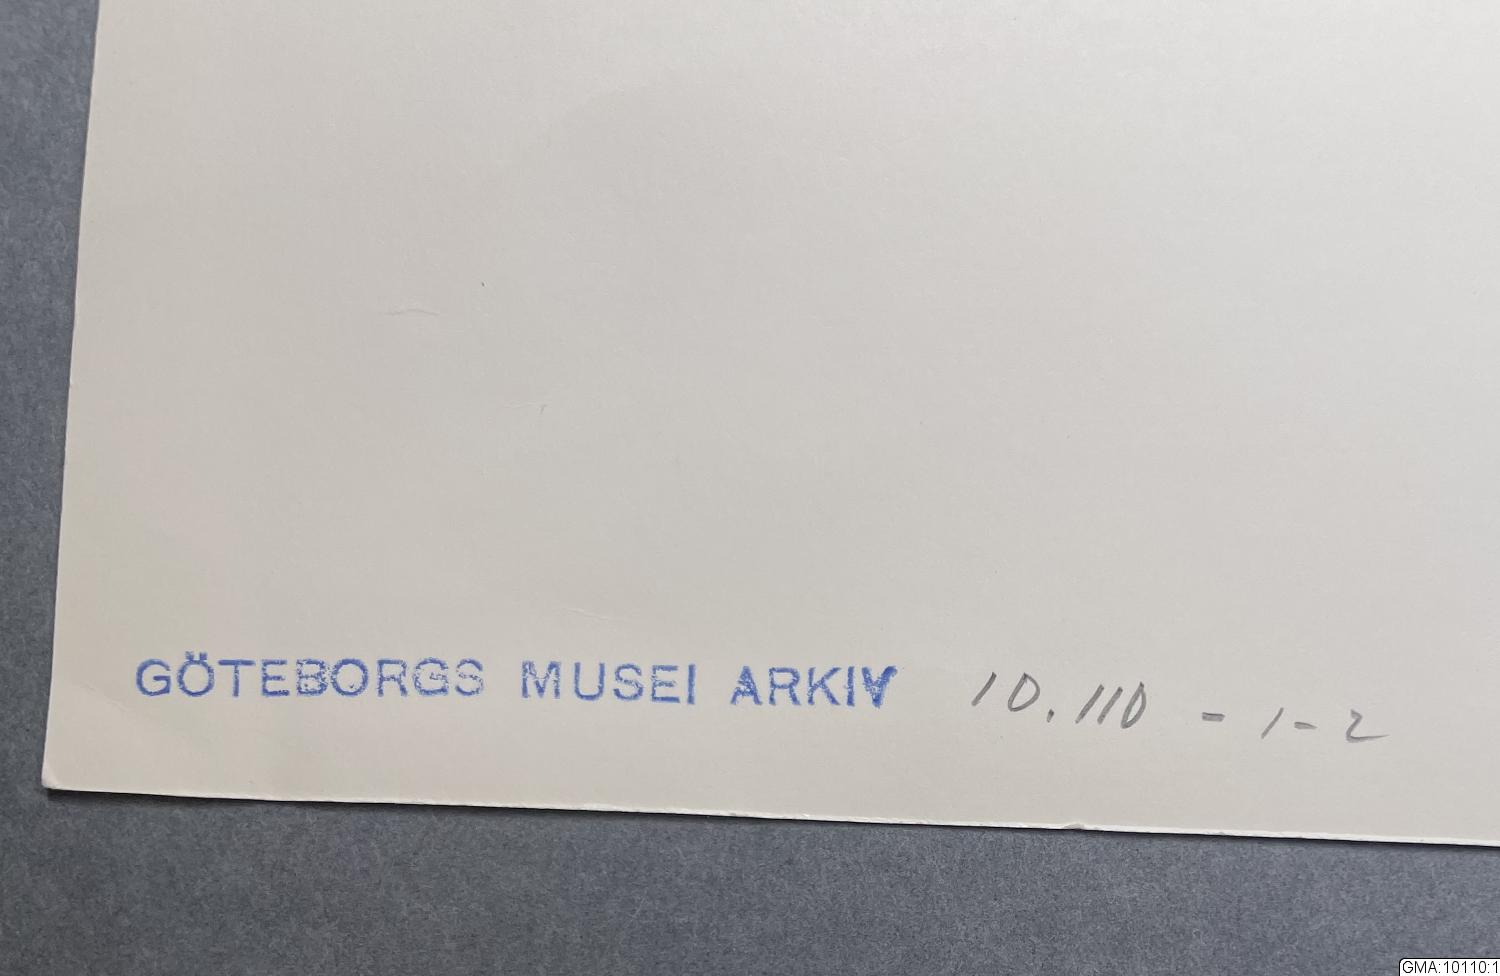 GÖTEBORGS MUSEI ARKIV 10.110 - 1-2
GMA:10110:1